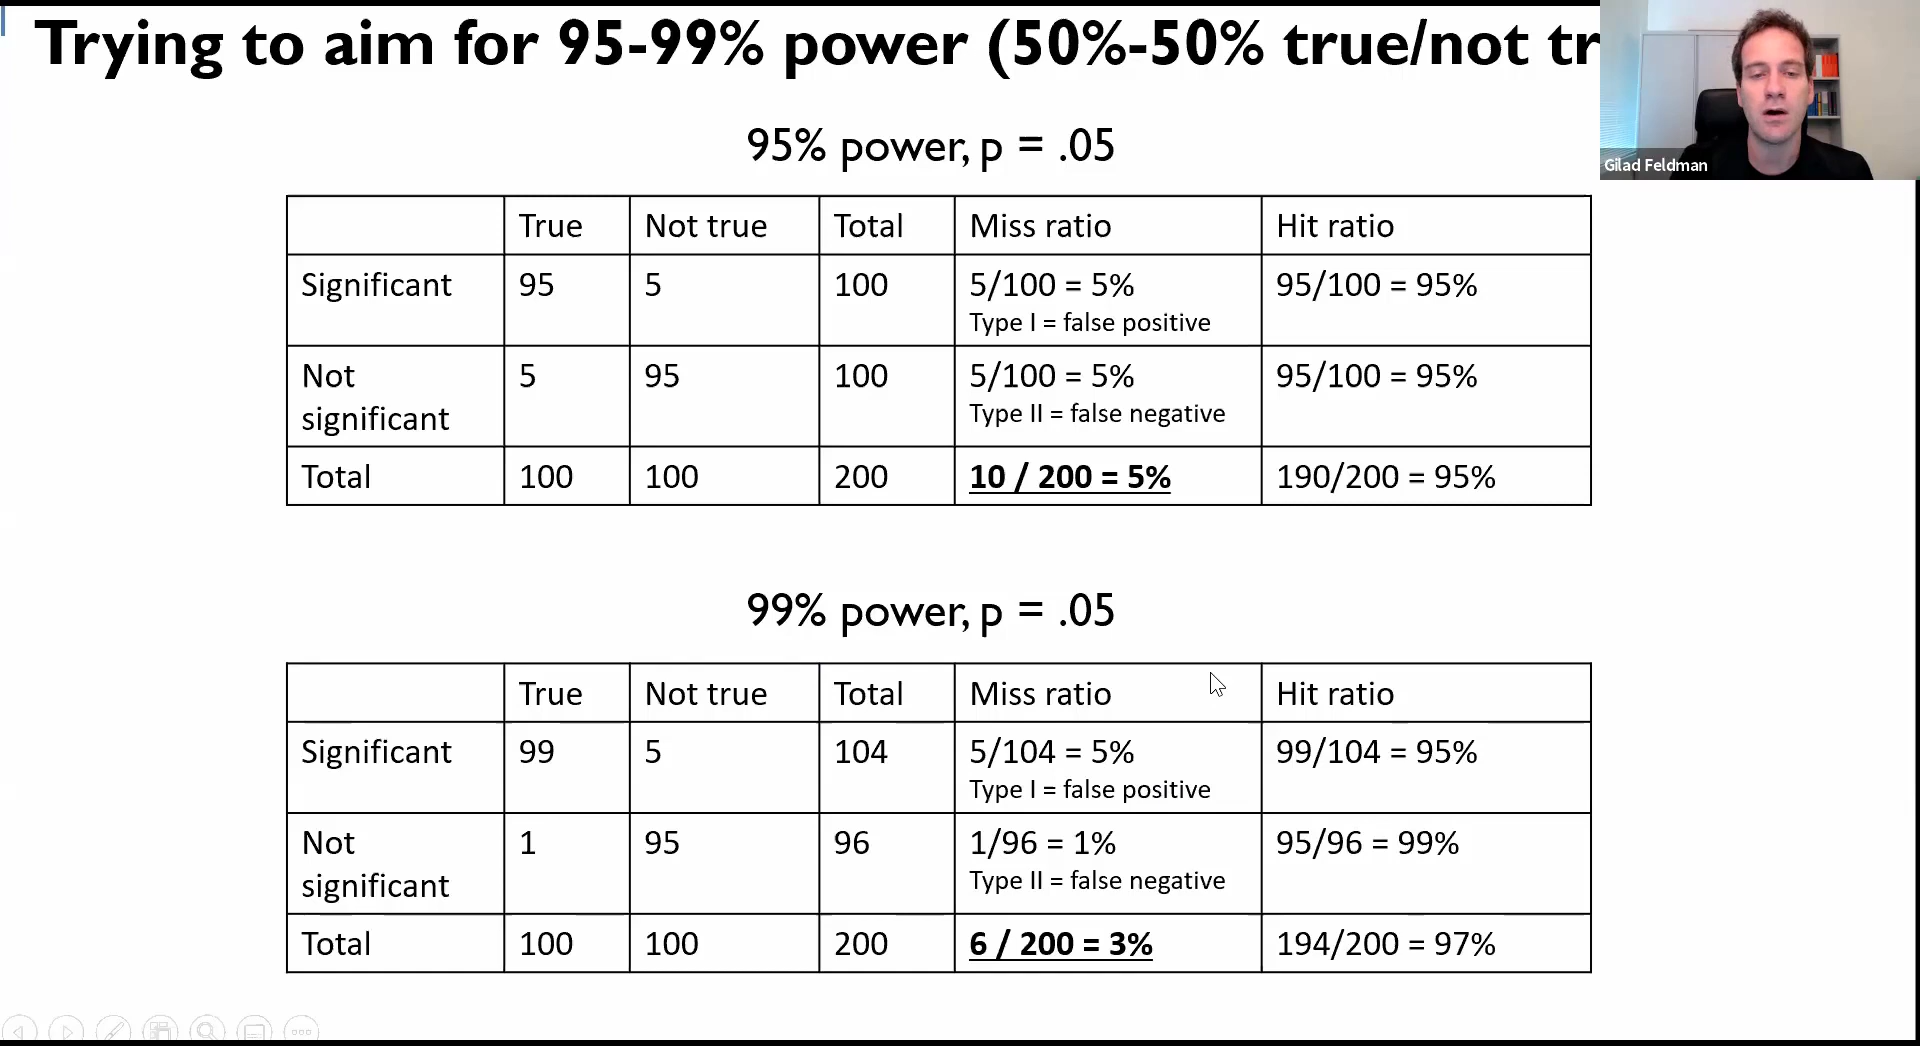 Trying to aim for 95-99% power (50%-50% true/not tr
Gilad Feldman
95% power, p = .05
True Not true Total Miss ratio Hit ratio
Significant 95 5 100 5/100 = 5% 95/100 = 95%
Type I = false positive
Not 5 95 100 5/100 = 5% 95/100 = 95%
significant Type II = false negative
Total 100 100 200 10 / 200 = 5% 190/200 = 95%
99% power, p = .05
True Not true Total Miss ratio Hit ratio
Significant 99 5 104 5/104 = 5% 99/104 = 95%
Type I = false positive
Not 1 95 96 1/96 = 1% 95/96 = 99%
significant Type II = false negative
Total 100 100 200 6 / 200 = 3% 194/200 = 97%